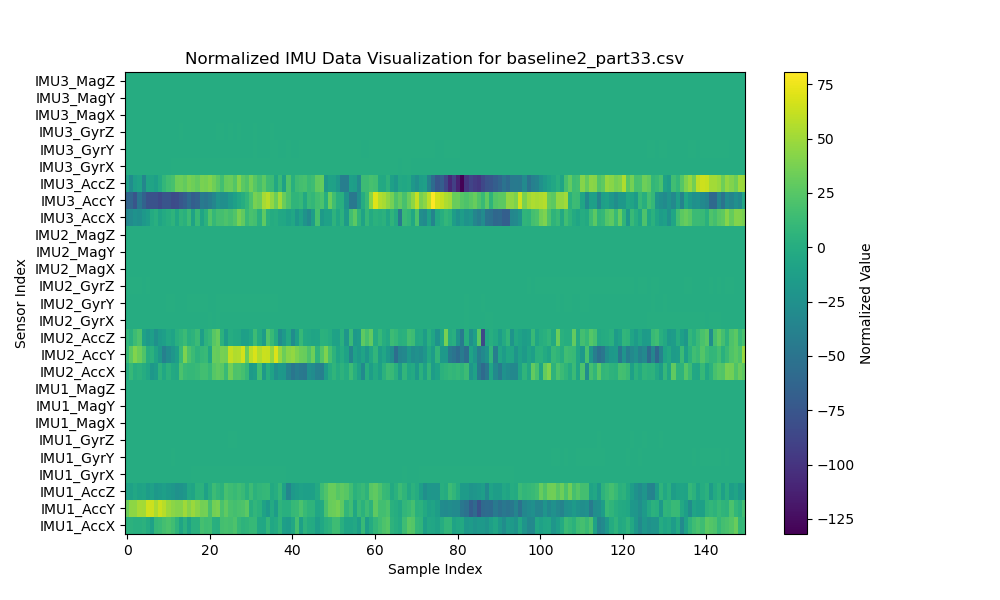 Normalized IMU Data Visualization for baseline2_part33.csv
IMU3_MagZ
IMU3_MagY
IMU3_MagX
IMU3_GyrZ
IMU3_GyrY
IMU3_GyrX
IMU3_AccZ
IMU3_AccY
IMU3_AccX
IMU2_MagZ
IMU2_MagY
IMU2_MagX
IMU2_GyrZ
IMU2_GyrY
IMU2_GyrX
IMU2_AccZ
IMU2_AccY
IMU2_AccX
IMU1_MagZ
IMU1_MagY
IMU1_MagX
IMU1_GyrZ
IMU1_GyrY
IMU1_GyrX
IMU1_AccZ
IMU1_AccY
IMU1_AccX
Sensor Index
0 20 40 60 80 100 120 140
Sample Index
75
50
25
0
−25
−50
−75
−100
−125
Normalized Value